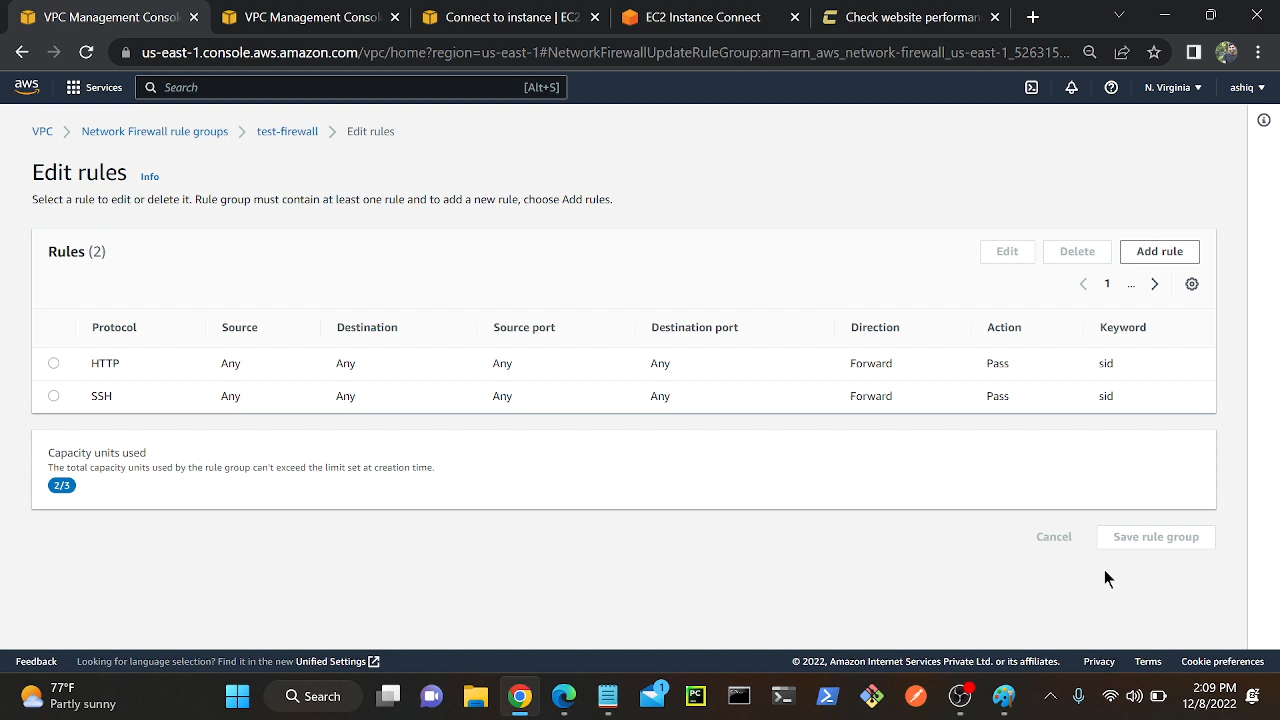 VPC Management Consol
VPC Management Consol
Connect to instance | EC2
EC2 Instance Connect
Check website performan
us-east-1.console.aws.amazon.com/vpc/home?region=us-east-1#NetworkFirewallUpdateRuleGroup:arn=arn_aws_network-firewall_us-east-1_526315...
aws Services Search [Alt+S] N. Virginia ashiq
VPC Network Firewall rule groups test-firewall Edit rules
Edit rules Info
Select a rule to edit or delete it. Rule group must contain at least one rule and to add a new rule, choose Add rules.
Rules (2) Edit Delete Add rule
1 ...
Protocol Source Destination Source port Destination port Direction Action Keyword
HTTP Any Any Any Any Forward Pass sid
SSH Any Any Any Any Forward Pass sid
Capacity units used
The total capacity units used by the rule group can't exceed the limit set at creation time.
2/3
Cancel Save rule group
Feedback Looking for language selection? Find it in the new Unified Settings © 2022, Amazon Internet Services Private Ltd. or its affiliates. Privacy Terms Cookie preferences
77°F
Partly sunny
Search
1
PC
2:09 PM
12/8/2022